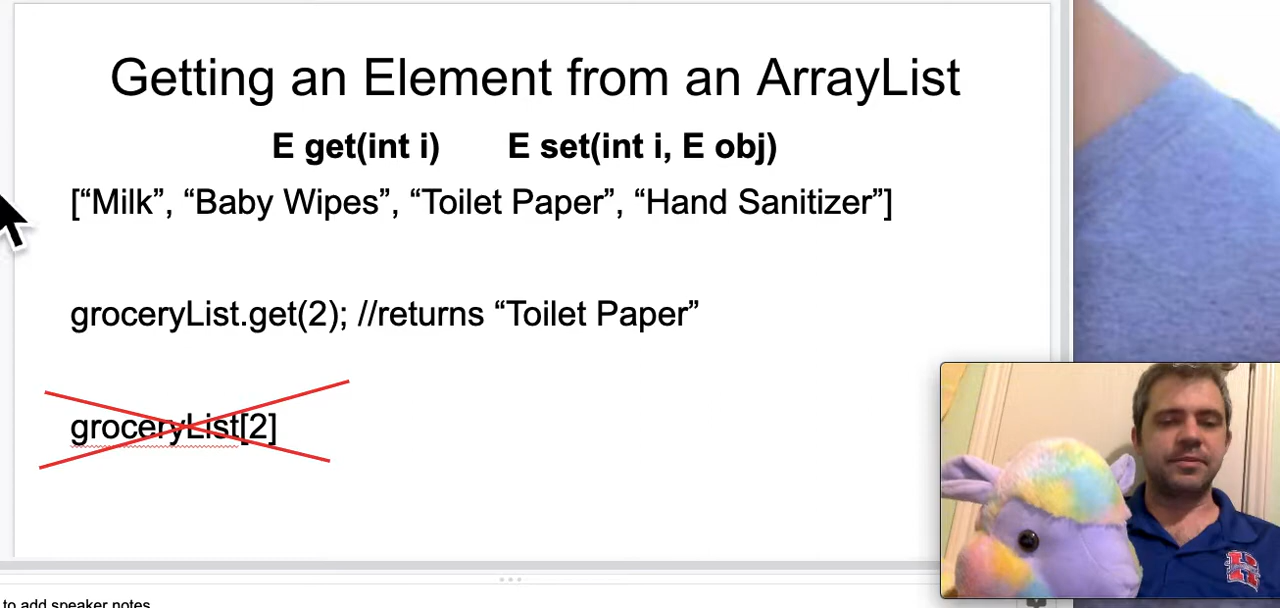 Getting an Element from an ArrayList
E get(int i) E set(int i, E obj)
[“Milk”, “Baby Wipes”, “Toilet Paper”, “Hand Sanitizer”]
groceryList.get(2); //returns “Toilet Paper”
groceryList[2]
to add speaker notes
H